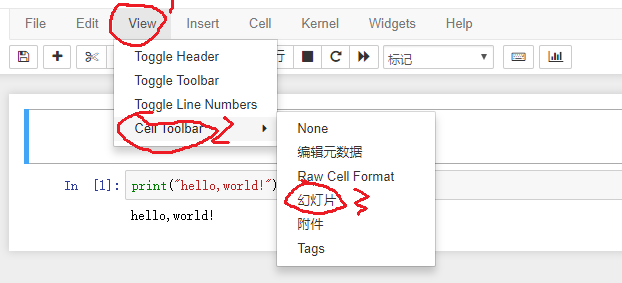 File Edit View Insert Cell Kernel Widgets Help
行 标记
Toggle Header
Toggle Toolbar
Toggle Line Numbers
Cell Toolbar 2
None
编辑元数据
Raw Cell Format
幻灯片 3
附件
Tags
In [1]: print("hello,world!")
hello,world!